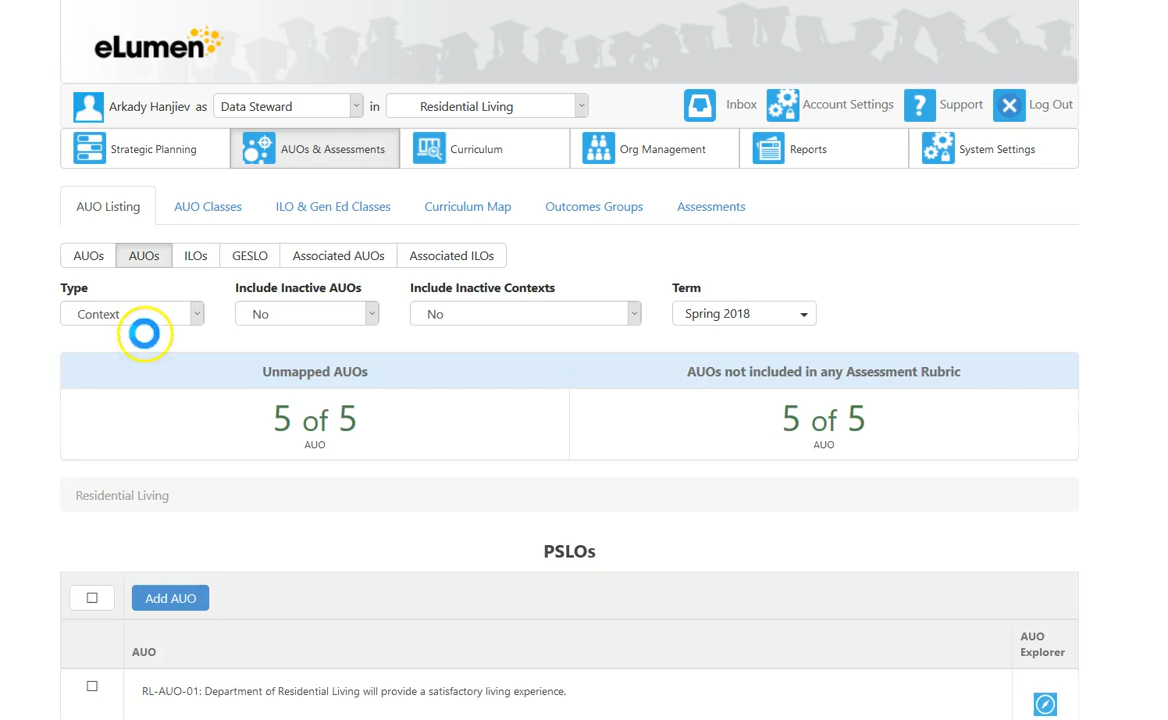 eLumen
Arkady Hanjiev as Data Steward in Residential Living Inbox Account Settings Support Log Out
Strategic Planning AUOs & Assessments Curriculum Org Management Reports System Settings
AUO Listing AUO Classes ILO & Gen Ed Classes Curriculum Map Outcomes Groups Assessments
AUOs AUOs ILOs GESLO Associated AUOs Associated ILOs
Type Include Inactive AUOs Include Inactive Contexts Term
Context No No Spring 2018
Unmapped AUOs AUOs not included in any Assessment Rubric
5 of 5 5 of 5
AUO AUO
Residential Living
PSLOs
Add AUO
AUO AUO Explorer
RL-AUO-01: Department of Residential Living will provide a satisfactory living experience.